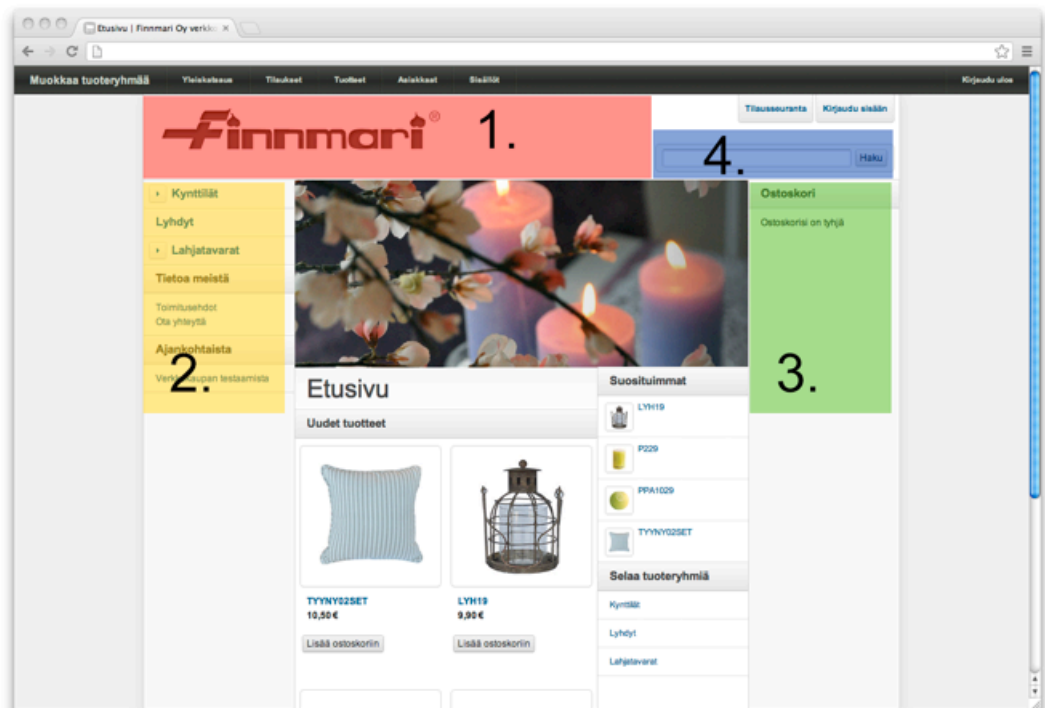 Etusivu | Finnmari Oy verkk
Muokkaa tuoteryhmää Yleiskatsaus Tilaukset Tuotteet Asiakkaat Sisällöt Kirjaudu ulos
Finnmari® 1.
Tilausseuranta Kirjaudu sisään
4. Haku
Kynttilät
Lyhdyt
Lahjatavarat
Tietoa meistä
Toimitusehdot
Ota yhteyttä
Ajankohtaista
Verkkokaupan testaamista
2.
Ostoskori
Ostoskorisi on tyhjä
3.
Etusivu
Uudet tuotteet
TYYNY02SET
10,50 €
Lisää ostoskoriin
LYH19
9,90 €
Lisää ostoskoriin
Suosituimmat
LYH19
P229
PPA1029
TYYNY02SET
Selaa tuoteryhmiä
Kynttilät
Lyhdyt
Lahjatavarat